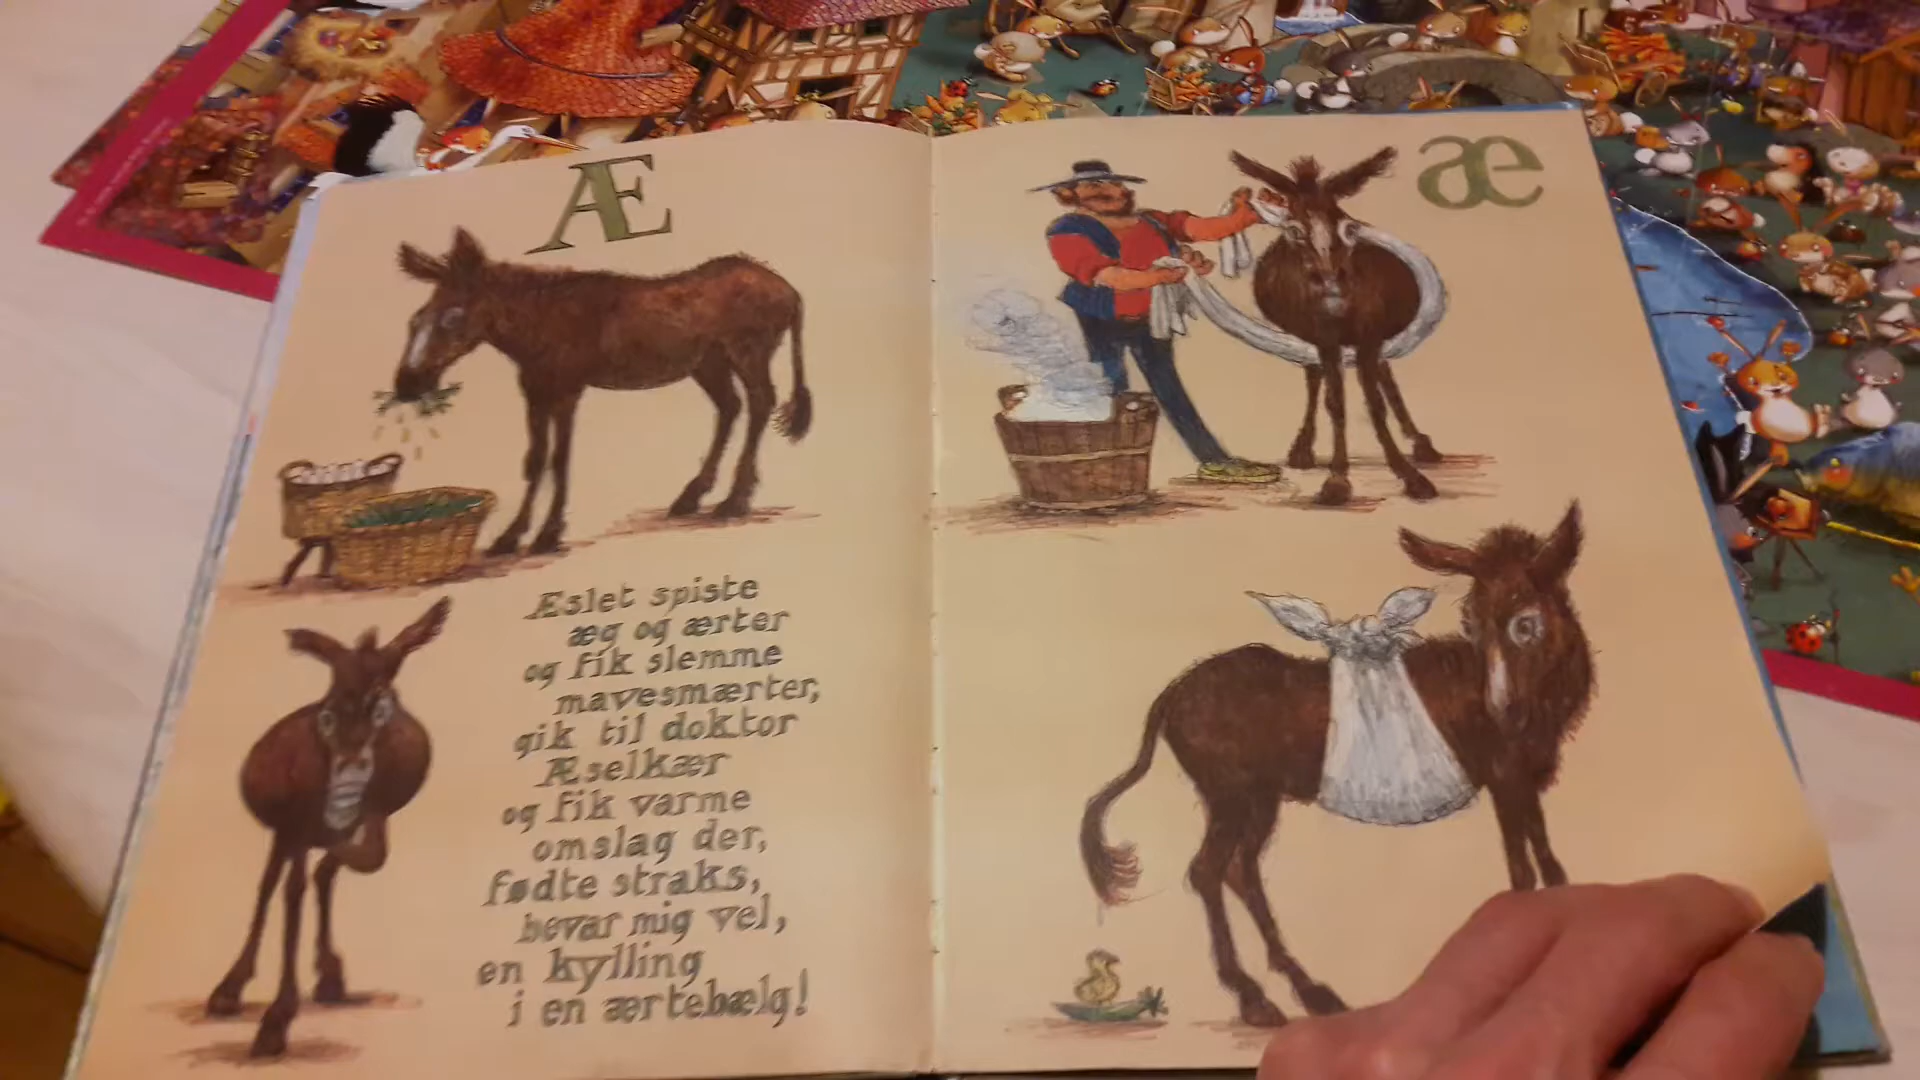 Æ
Æslet spiste
æg og ærter
og fik slemme
mavesmærter,
gik til doktor
Æselkær
og fik varme
omslag der,
fødte straks,
bevar mig vel,
en kylling
i en ærtebælg!
æ